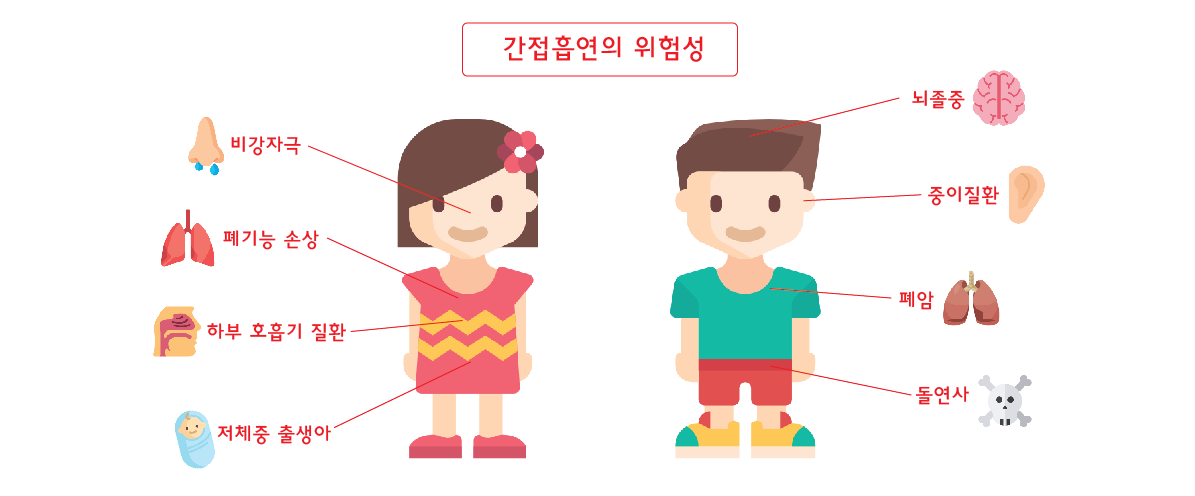 간접흡연의 위험성
비강자극
폐기능 손상
하부 호흡기 질환
저체중 출생아
뇌졸중
중이질환
폐암
돌연사